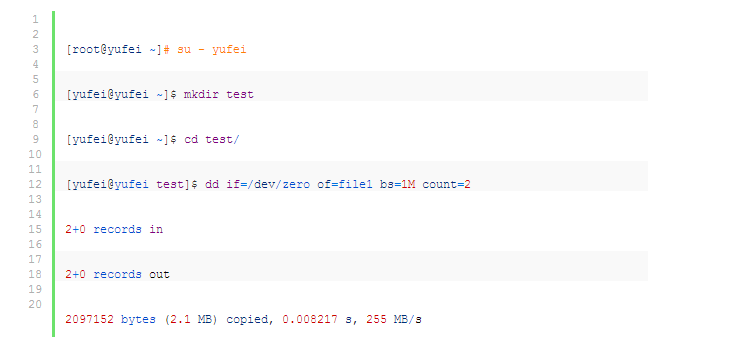 1
2
3
[root@yufei ~]# su - yufei
4
5
6
[yufei@yufei ~]$ mkdir test
7
8
9
[yufei@yufei ~]$ cd test/
10
11
12
[yufei@yufei test]$ dd if=/dev/zero of=file1 bs=1M count=2
13
14
15
2+0 records in
16
17
18
2+0 records out
19
20
2097152 bytes (2.1 MB) copied, 0.008217 s, 255 MB/s